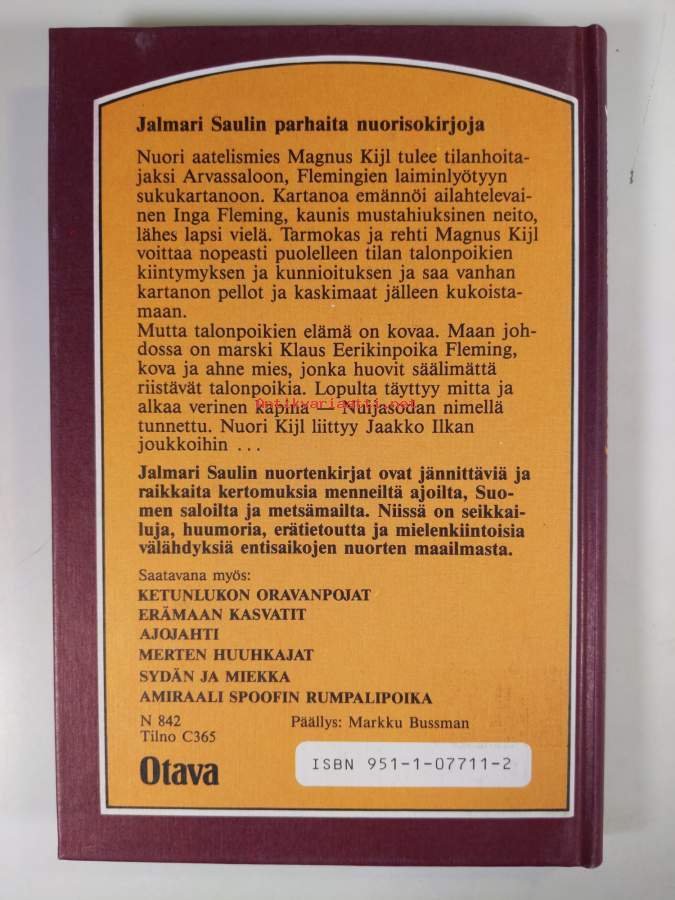 Jalmari Saulin parhaita nuorisokirjoja
Nuori aatelismies Magnus Kijl tulee tilanhoita-
jaksi Arvassaloon, Flemingien laiminlyötyyn
sukukartanoon. Kartanoa emännöi ailahtelevai-
nen Inga Fleming, kaunis mustahiuksinen neito,
lähes lapsi vielä. Tarmokas ja rehti Magnus Kijl
voittaa nopeasti puolelleen tilan talonpoikien
kiintymyksen ja kunnioituksen ja saa vanhan
kartanon pellot ja kaskimaat jälleen kukoista-
maan.
Mutta talonpoikien elämä on kovaa. Maan joh-
dossa on marski Klaus Eerikinpoika Fleming,
kova ja ahne mies, jonka huovit säälimättä
riistävät talonpoikia. Lopulta täyttyy mitta ja
Antikvariaatti.net
alkaa verinen kapina — Nuijasodan nimellä
tunnettu. Nuori Kijl liittyy Jaakko Ilkan
joukkoihin ...
Jalmari Saulin nuortenkirjat ovat jännittäviä ja
raikkaita kertomuksia menneiltä ajoilta, Suo-
men saloilta ja metsämailta. Niissä on seikkai-
luja, huumoria, erätietoutta ja mielenkiintoisia
välähdyksiä entisaikojen nuorten maailmasta.
Saatavana myös:
KETUNLUKON ORAVANPOJAT
ERÄMAAN KASVATIT
AJOJAHTI
MERTEN HUUHKAJAT
SYDÄN JA MIEKKA
AMIRAALI SPOOFIN RUMPALIPOIKA
N 842 Päällys: Markku Bussman
Tilno C365
Otava
ISBN 951-1-07711-2